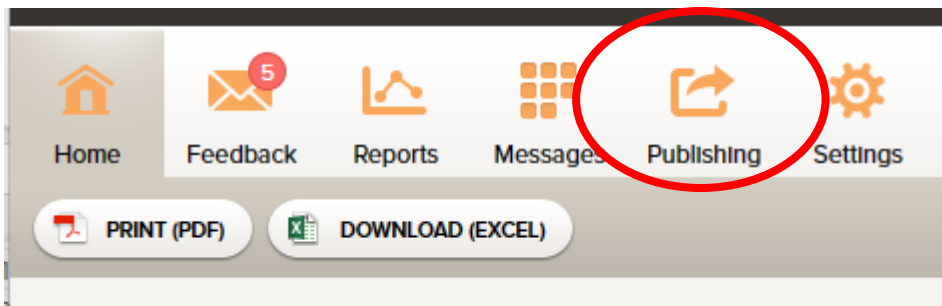 5
Home Feedback Reports Messages Publishing Settings
PRINT (PDF) DOWNLOAD (EXCEL)